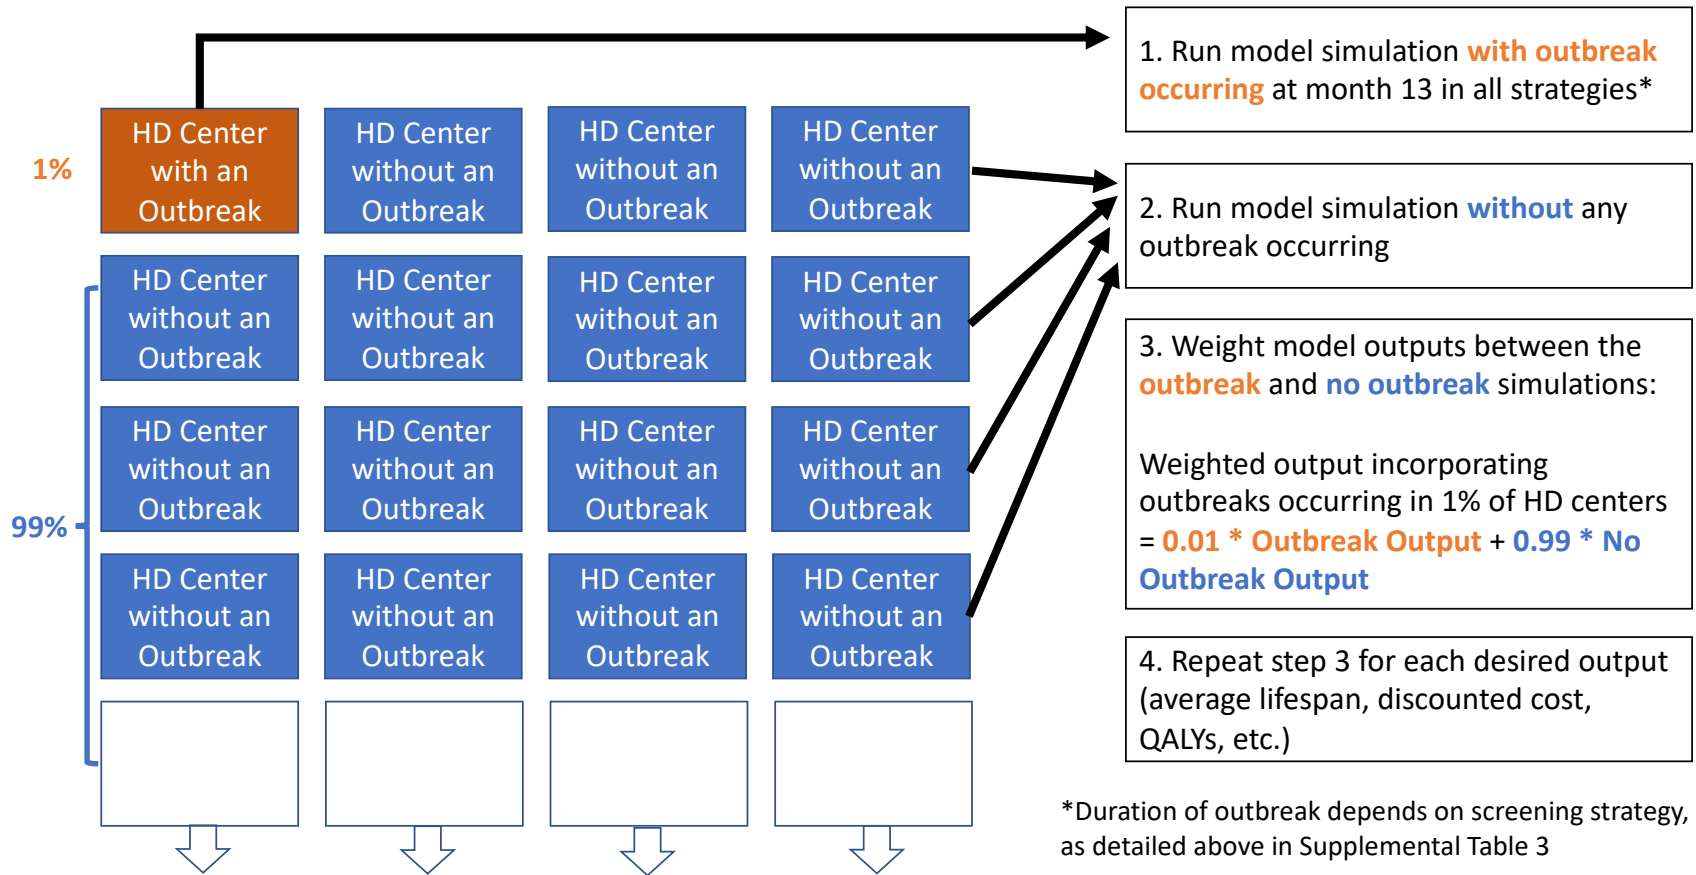 1%
99%
HD Center
with an
Outbreak
HD Center
without an
Outbreak
HD Center
without an
Outbreak
HD Center
without an
Outbreak
HD Center
without an
Outbreak
HD Center
without an
Outbreak
HD Center
without an
Outbreak
HD Center
without an
Outbreak
HD Center
without an
Outbreak
HD Center
without an
Outbreak
HD Center
without an
Outbreak
HD Center
without an
Outbreak
HD Center
without an
Outbreak
HD Center
without an
Outbreak
HD Center
without an
Outbreak
HD Center
without an
Outbreak
1. Run model simulation with outbreak
occurring at month 13 in all strategies*
2. Run model simulation without any
outbreak occurring
3. Weight model outputs between the
outbreak and no outbreak simulations:
Weighted output incorporating
outbreaks occurring in 1% of HD centers
= 0.01 * Outbreak Output + 0.99 * No
Outbreak Output
4. Repeat step 3 for each desired output
(average lifespan, discounted cost,
QALYs, etc.)
*Duration of outbreak depends on screening strategy,
as detailed above in Supplemental Table 3